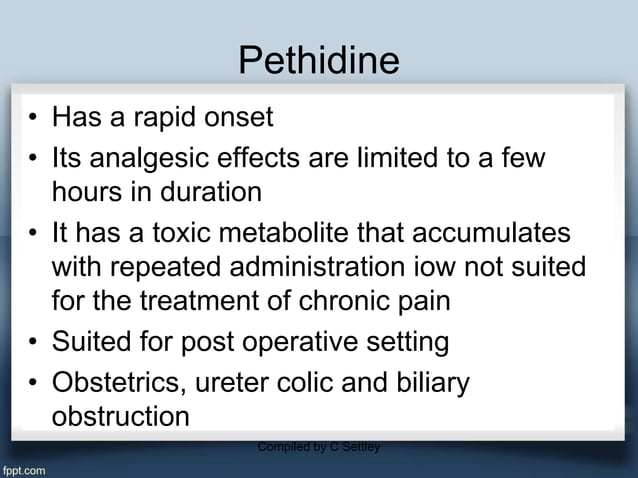 Pethidine
• Has a rapid onset
• Its analgesic effects are limited to a few
hours in duration
• It has a toxic metabolite that accumulates
with repeated administration iow not suited
for the treatment of chronic pain
• Suited for post operative setting
• Obstetrics, ureter colic and biliary
obstruction
Compiled by C Settley
fppt.com